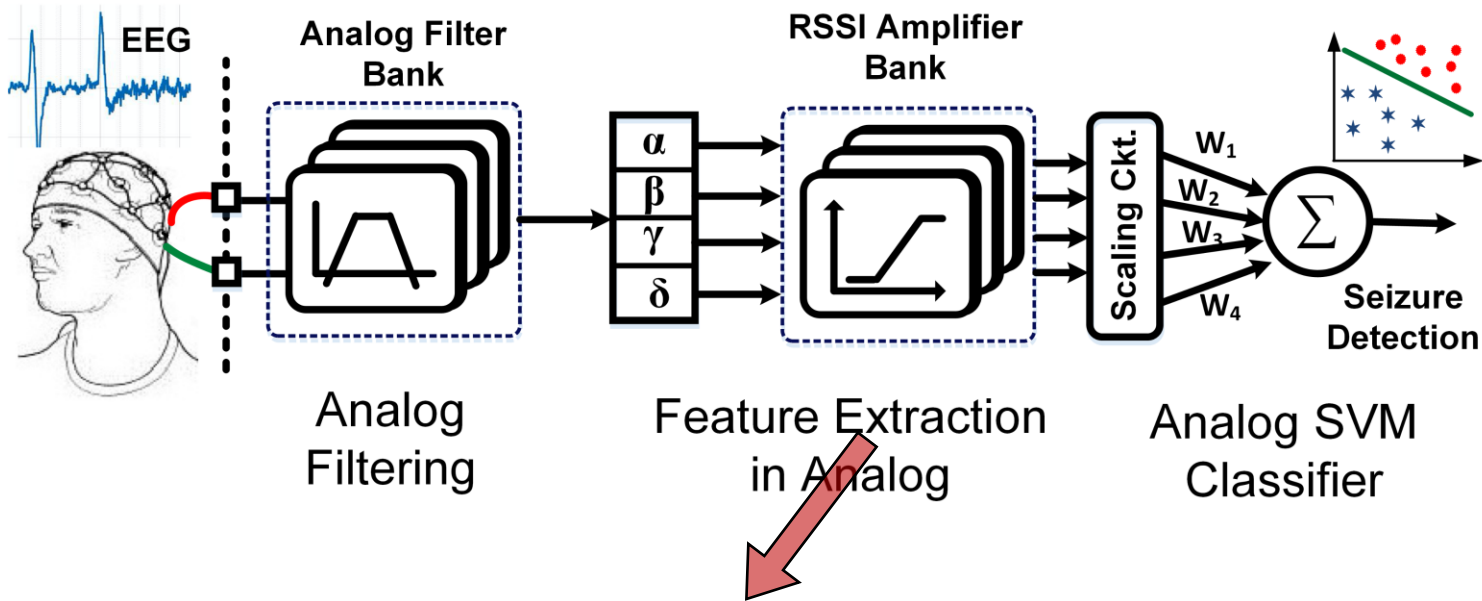 EEG
Analog Filter
Bank
RSSI Amplifier
Bank
α
β
γ
δ
Scaling Ckt.
W1
W2
W3
W4
Σ
Seizure
Detection
Analog
Filtering
Feature Extraction
in Analog
Analog SVM
Classifier